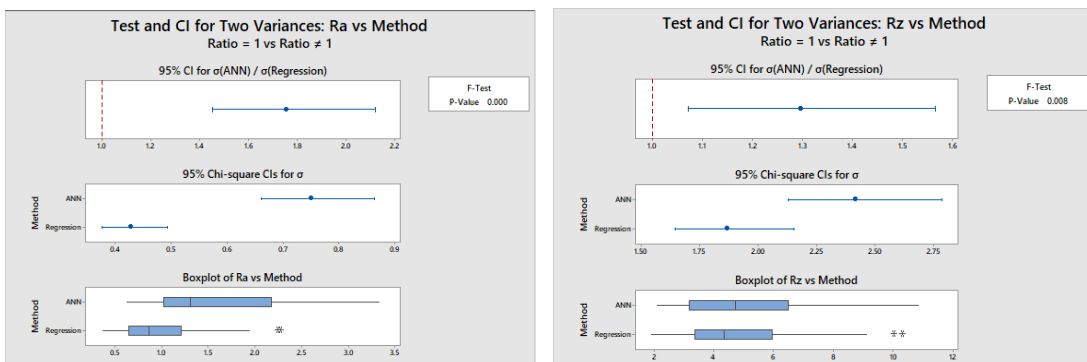 Test and CI for Two Variances: Ra vs Method
Ratio = 1 vs Ratio ≠ 1
95% CI for σ(ANN) / σ(Regression)
F-Test
P-Value 0.000
1.0 1.2 1.4 1.6 1.8 2.0 2.2
95% Chi-square CIs for σ
Method
ANN
Regression
0.4 0.5 0.6 0.7 0.8 0.9
Boxplot of Ra vs Method
Method
ANN
Regression
0.5 1.0 1.5 2.0 2.5 3.0 3.5
Test and CI for Two Variances: Rz vs Method
Ratio = 1 vs Ratio ≠ 1
95% CI for σ(ANN) / σ(Regression)
F-Test
P-Value 0.008
1.0 1.1 1.2 1.3 1.4 1.5 1.6
95% Chi-square CIs for σ
Method
ANN
Regression
1.50 1.75 2.00 2.25 2.50 2.75
Boxplot of Rz vs Method
Method
ANN
Regression
2 4 6 8 10 12